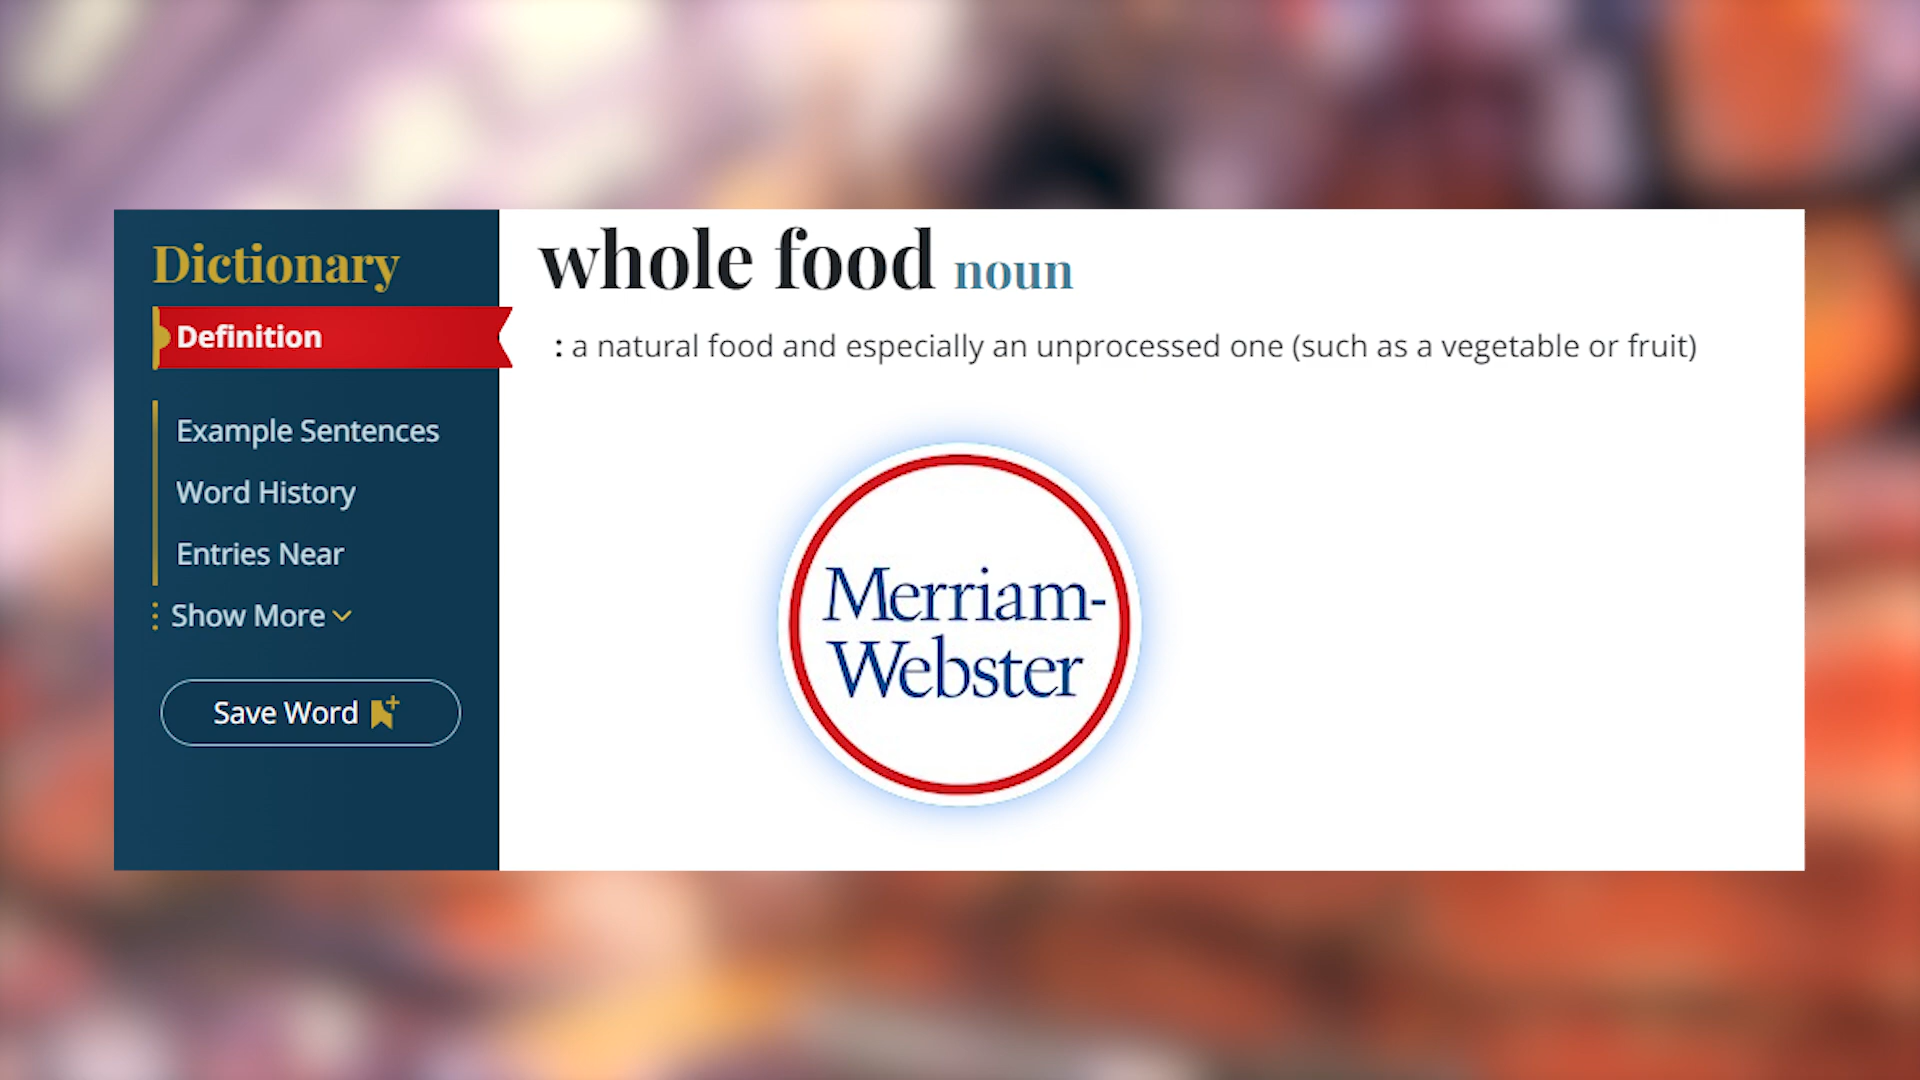 Dictionary
Definition
Example Sentences
Word History
Entries Near
Show More
Save Word
whole food noun
: a natural food and especially an unprocessed one (such as a vegetable or fruit)
Merriam-
Webster